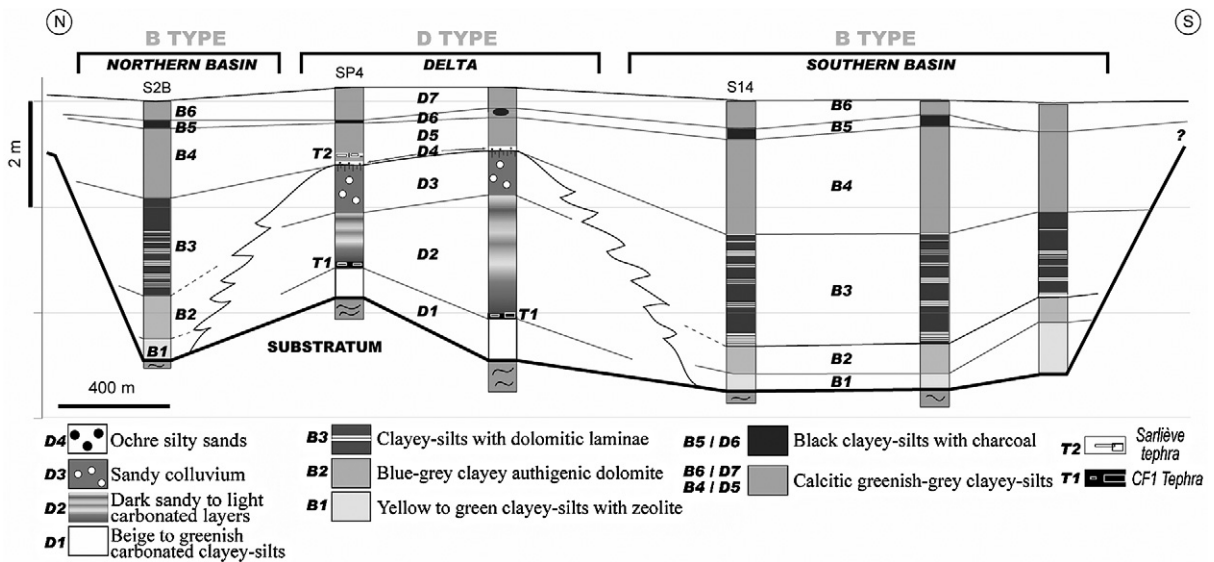 N
S
B TYPE
D TYPE
B TYPE
NORTHERN BASIN
DELTA
SOUTHERN BASIN
S2B
SP4
S14
B6
B5
B4
B3
B2
B1
D7
D6
D5
D4
D3
D2
D1
T2
T1
T1
B6
B5
B4
B3
B2
B1
?
2 m
SUBSTRATUM
400 m
D4 Ochre silty sands
D3 Sandy colluvium
D2 Dark sandy to light
carbonated layers
D1 Beige to greenish
carbonated clayey-silts
B3 Clayey-silts with dolomitic laminae
B2 Blue-grey clayey authigenic dolomite
B1 Yellow to green clayey-silts with zeolite
B5 / D6 Black clayey-silts with charcoal
B6 / D7
B4 / D5 Calcitic greenish-grey clayey-silts
T2 Sarliève
tephra
T1 CF1 Tephra